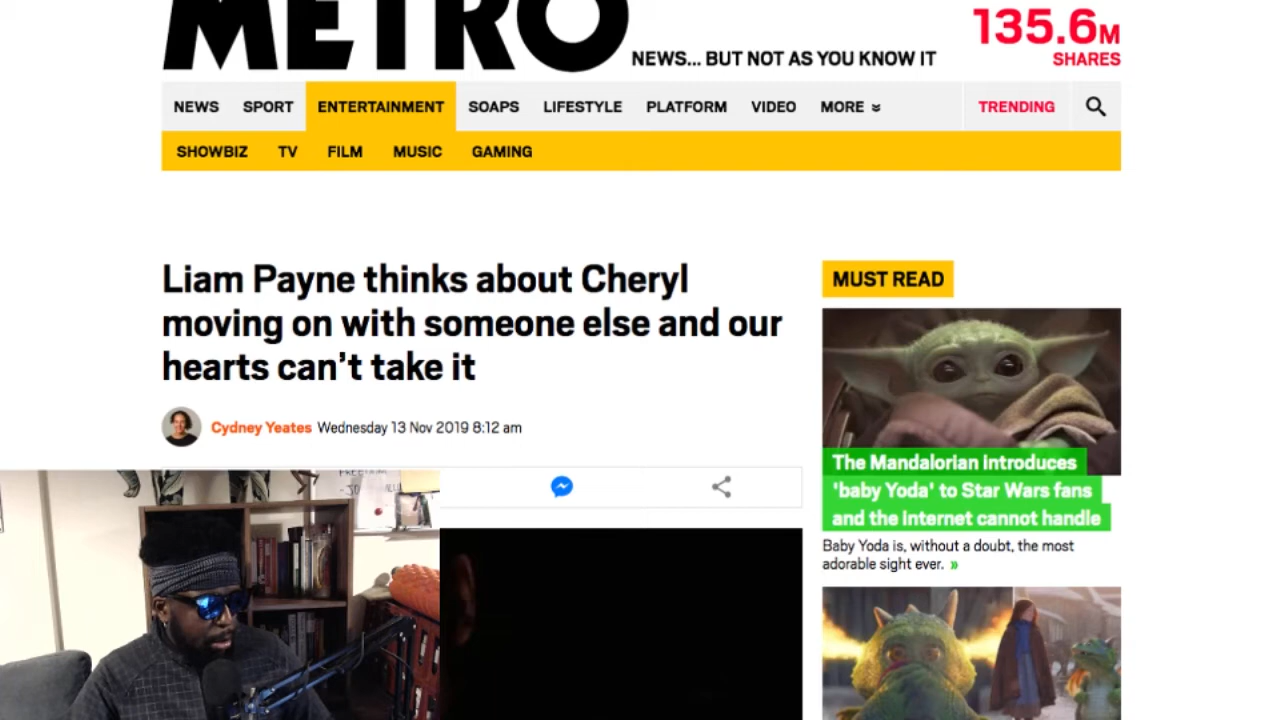 METRO
NEWS... BUT NOT AS YOU KNOW IT
135.6M
SHARES
NEWS SPORT ENTERTAINMENT SOAPS LIFESTYLE PLATFORM VIDEO MORE TRENDING
SHOWBIZ TV FILM MUSIC GAMING
Liam Payne thinks about Cheryl
moving on with someone else and our
hearts can't take it
Cydney Yeates Wednesday 13 Nov 2019 8:12 am
MUST READ
The Mandalorian introduces
'baby Yoda' to Star Wars fans
and the internet cannot handle
Baby Yoda is, without a doubt, the most
adorable sight ever. »
FREEDOM